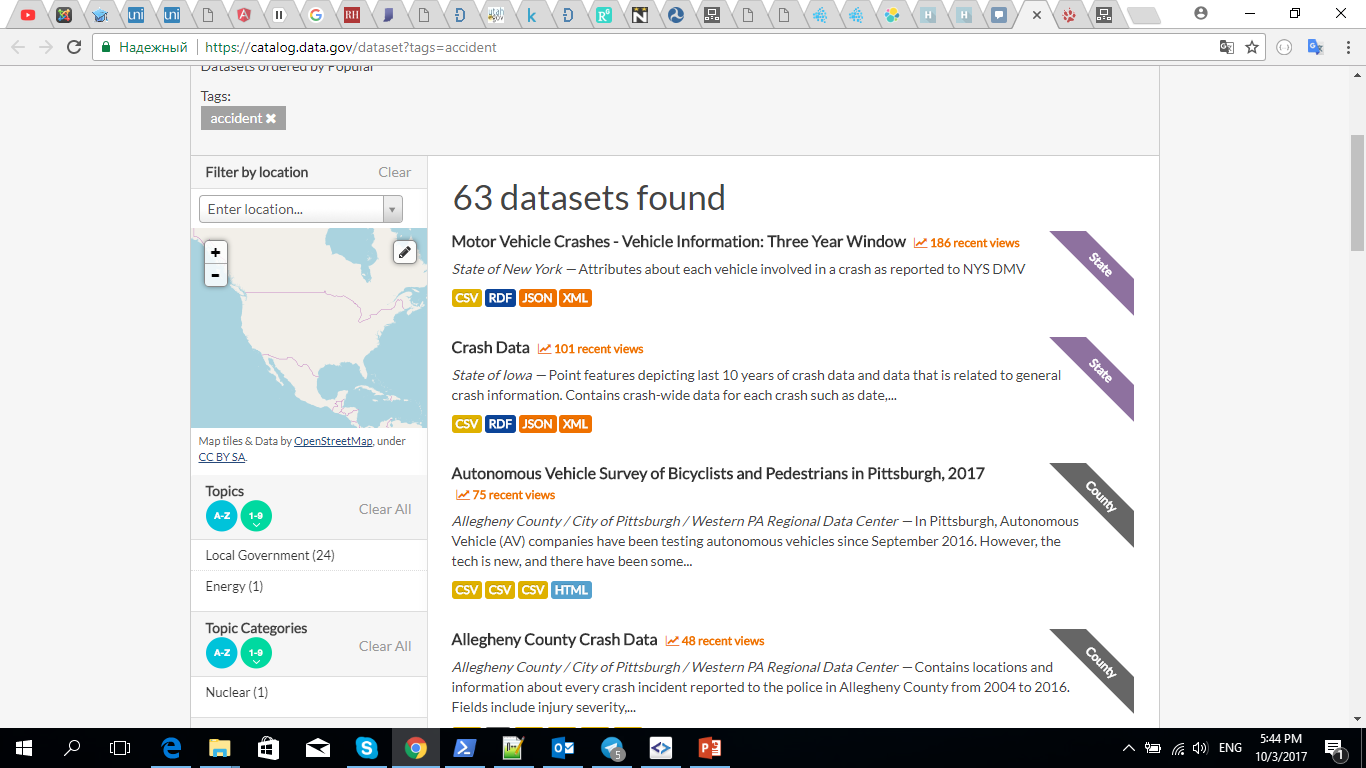 Надежный
https://catalog.data.gov/dataset?tags=accident
Datasets ordered by Popular
Tags:
accident
Filter by location
Clear
Enter location...
+
-
Map tiles & Data by OpenStreetMap, under
CC BY SA.
Topics
A-Z
1-9
Clear All
Local Government (24)
Energy (1)
Topic Categories
A-Z
1-9
Clear All
Nuclear (1)
63 datasets found
Motor Vehicle Crashes - Vehicle Information: Three Year Window 186 recent views
State
State of New York — Attributes about each vehicle involved in a crash as reported to NYS DMV
CSV RDF JSON XML
Crash Data 101 recent views
State
State of Iowa — Point features depicting last 10 years of crash data and data that is related to general
crash information. Contains crash-wide data for each crash such as date,...
CSV RDF JSON XML
Autonomous Vehicle Survey of Bicyclists and Pedestrians in Pittsburgh, 2017
75 recent views
County
Allegheny County / City of Pittsburgh / Western PA Regional Data Center — In Pittsburgh, Autonomous
Vehicle (AV) companies have been testing autonomous vehicles since September 2016. However, the
tech is new, and there have been some...
CSV CSV CSV HTML
Allegheny County Crash Data 48 recent views
County
Allegheny County / City of Pittsburgh / Western PA Regional Data Center — Contains locations and
information about every crash incident reported to the police in Allegheny County from 2004 to 2016.
Fields include injury severity,...
ENG
5:44 PM
10/3/2017